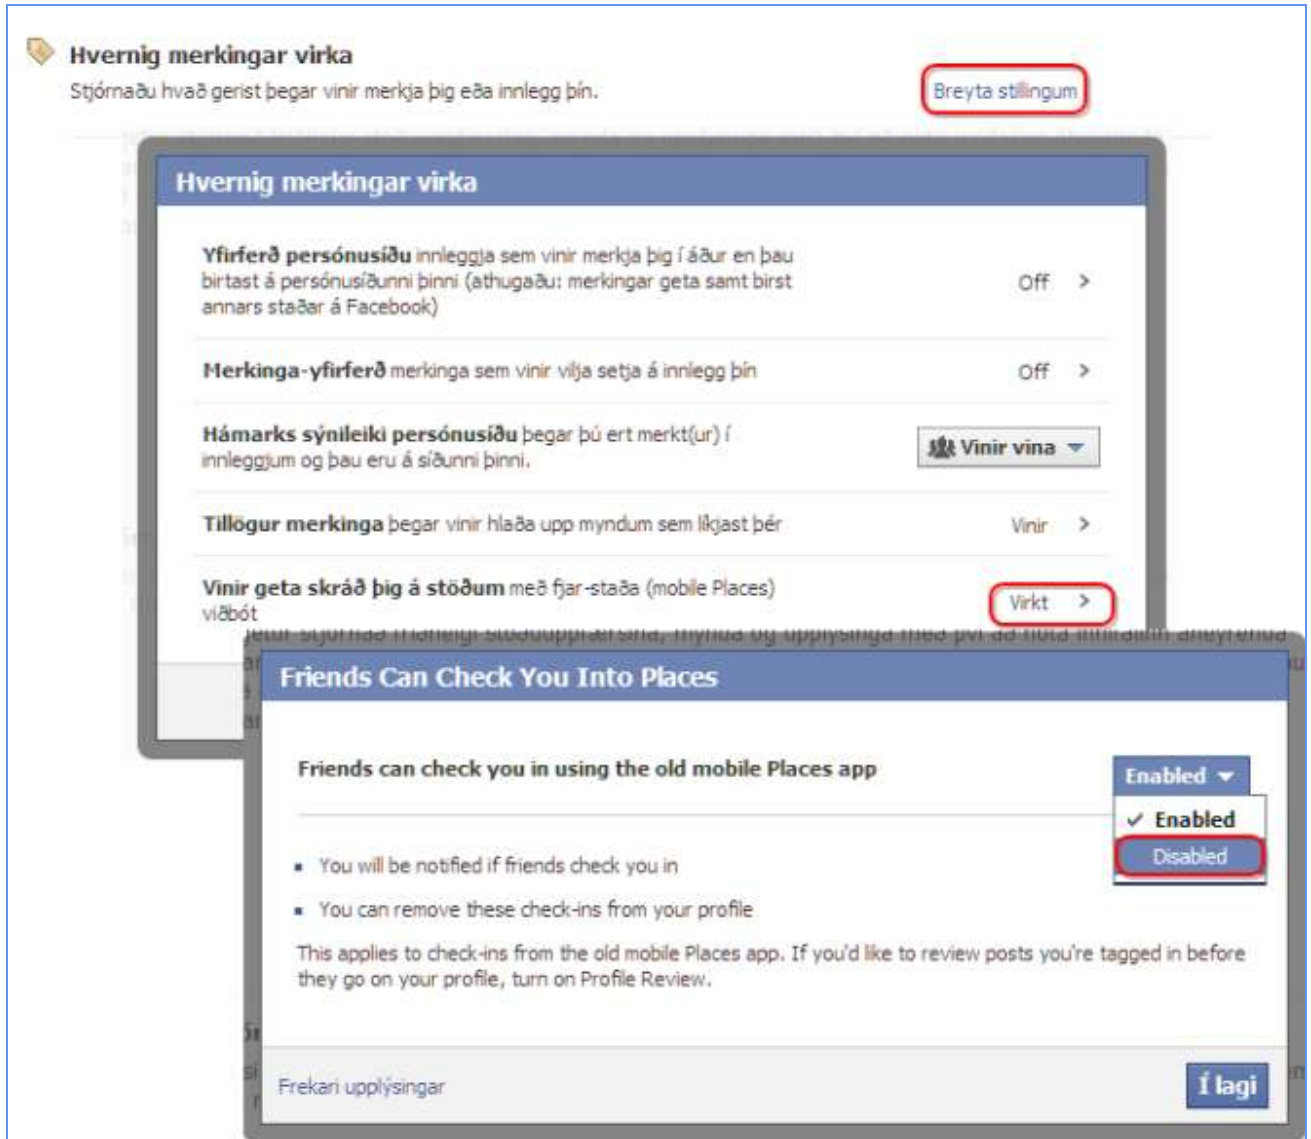 Hvernig merkingar virka
Stjórnaðu hvað gerist þegar vinir merkja þig eða innlegg þín.
Breyta stillingum
Hvernig merkingar virka
Yfirferð persónusíðu innleggja sem vinir merkja þig í áður en þau
birtast á persónusíðunni þinni (athugaðu: merkingar geta samt birst
annars staðar á Facebook)
Off >
Merkinga-yfirferð merkinga sem vinir vilja setja á innlegg þín
Off >
Hámarks sýnileiki persónusíðu þegar þú ert merkt(ur) í
innleggjum og þau eru á síðunni þinni.
Vinir vina
Tillögur merkinga þegar vinir hlaða upp myndum sem líkjast þér
Vinir >
Vinir geta skráð þig á stöðum með fjar-staða (mobile Places)
viðbót
Virkt >
Friends Can Check You Into Places
Friends can check you in using the old mobile Places app
Enabled
✓ Enabled
Disabled
▪ You will be notified if friends check you in
▪ You can remove these check-ins from your profile
This applies to check-ins from the old mobile Places app. If you'd like to review posts you're tagged in before
they go on your profile, turn on Profile Review.
Frekari upplýsingar
Í lagi